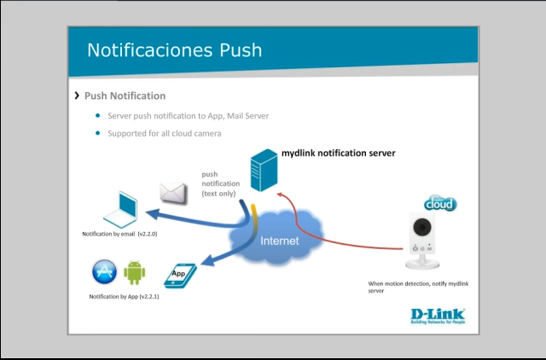 Notificaciones Push
❯ Push Notification
● Server push notification to App, Mail Server
● Supported for all cloud camera
mydlink notification server
push
notification
(text only)
cloud
Internet
Notification by email (v2.2.0)
App
When motion detection, notify mydlink
server
Notification by App (v2.2.1)
D-Link
Building Networks for People